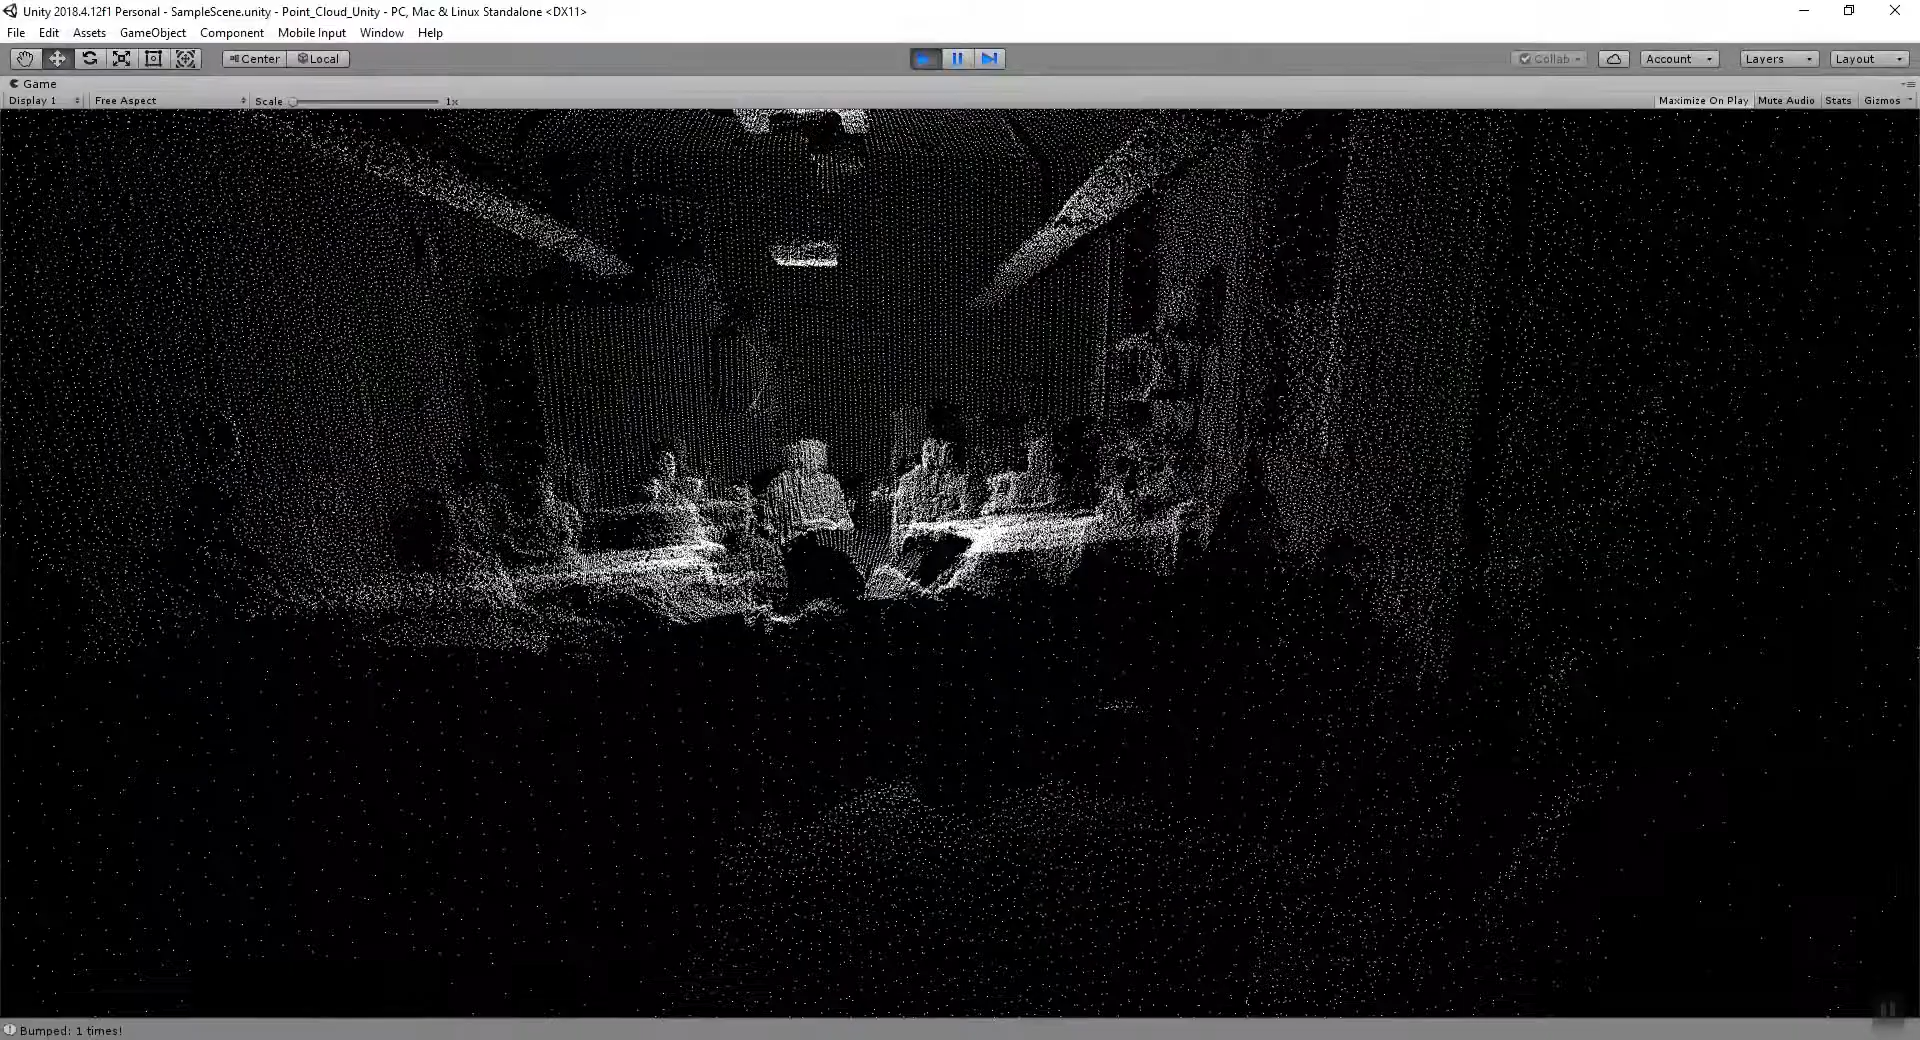 Unity 2018.4.12f1 Personal - SampleScene.unity - Point_Cloud_Unity - PC, Mac & Linux Standalone <DX11>
File Edit Assets GameObject Component Mobile Input Window Help
Center Local Collab Account Layers Layout
Game
Display 1 Free Aspect Scale 1x Maximize On Play Mute Audio Stats Gizmos
Bumped: 1 times!